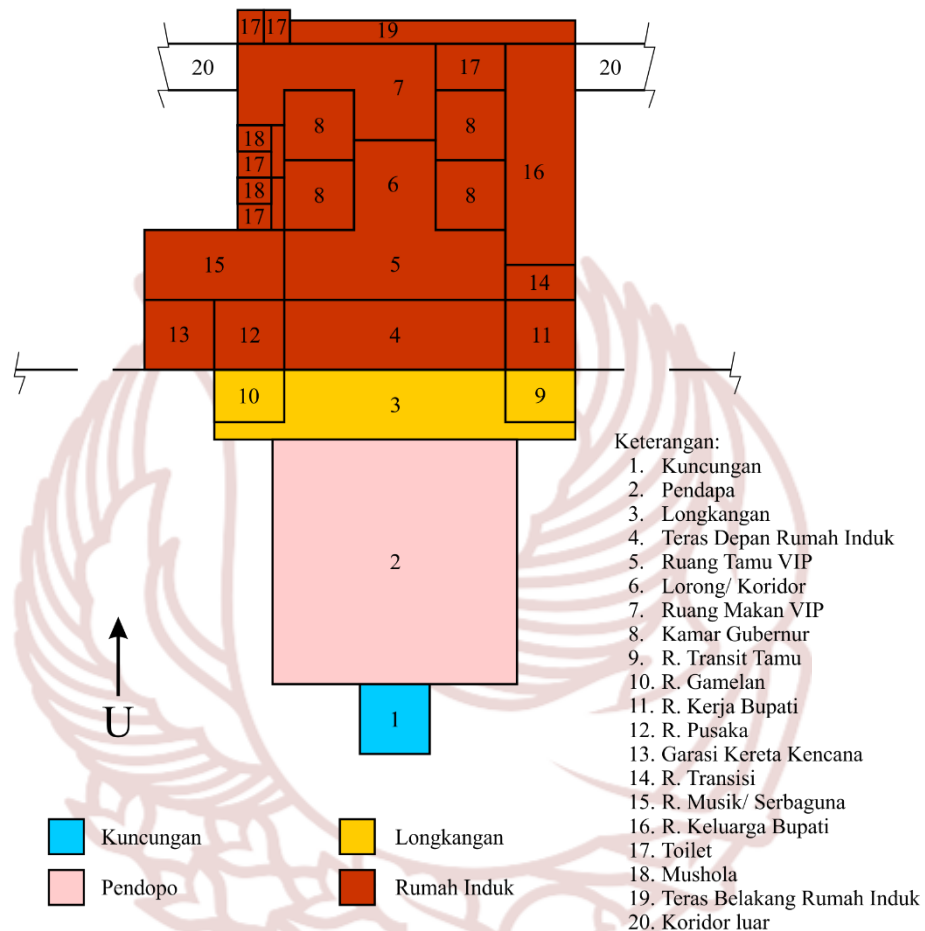 17 17 19
20 7 17 20
18 8 8
17 16
18 8 6 8
17
15 5 14
13 12 4 11
10 3 9
2
1
U
Keterangan:
1. Kuncungan
2. Pendapa
3. Longkangan
4. Teras Depan Rumah Induk
5. Ruang Tamu VIP
6. Lorong/ Koridor
7. Ruang Makan VIP
8. Kamar Gubernur
9. R. Transit Tamu
10. R. Gamelan
11. R. Kerja Bupati
12. R. Pusaka
13. Garasi Kereta Kencana
14. R. Transisi
15. R. Musik/ Serbaguna
16. R. Keluarga Bupati
17. Toilet
18. Mushola
19. Teras Belakang Rumah Induk
20. Koridor luar
Kuncungan
Longkangan
Pendopo
Rumah Induk